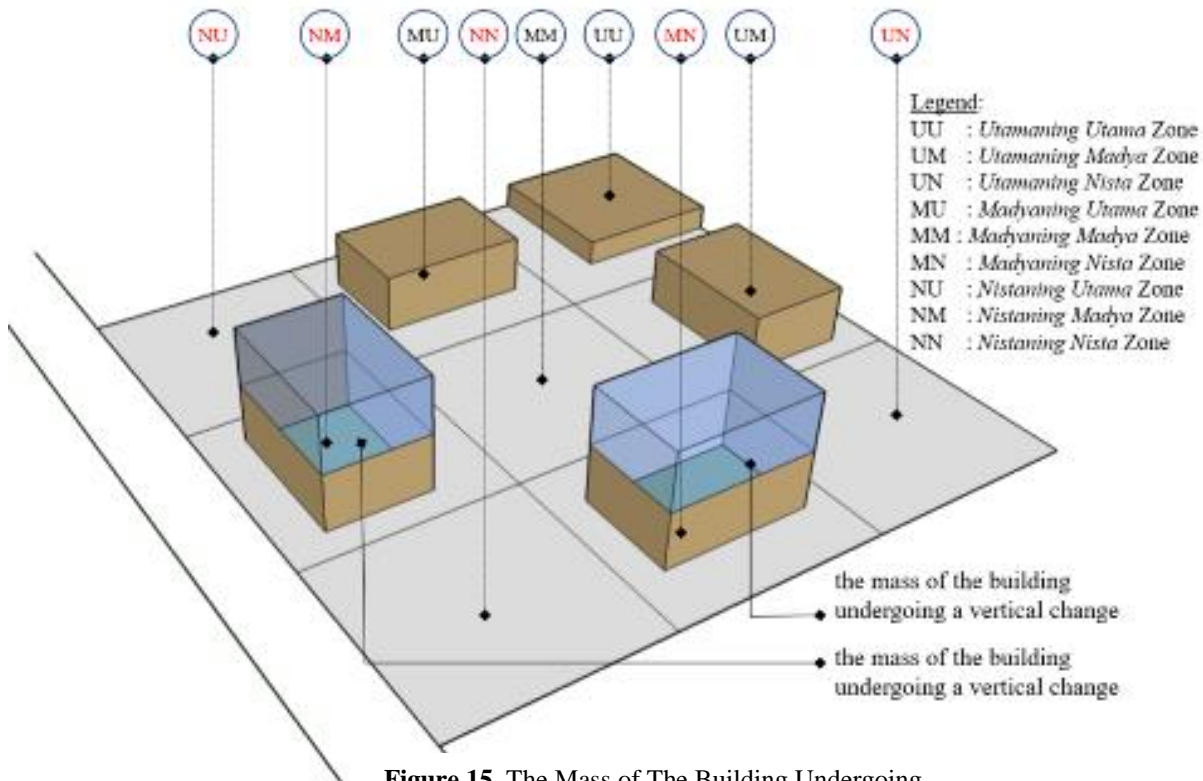 NU NM MU NN MM UU MN UM UN
Legend:
UU : Utamaning Utama Zone
UM : Utamaning Madya Zone
UN : Utamaning Nista Zone
MU : Madyaning Utama Zone
MM : Madyaning Madya Zone
MN : Madyaning Nista Zone
NU : Nistaning Utama Zone
NM : Nistaning Madya Zone
NN : Nistaning Nista Zone
the mass of the building
undergoing a vertical change
the mass of the building
undergoing a vertical change
Figure 15. The Mass of The Building Undergoing